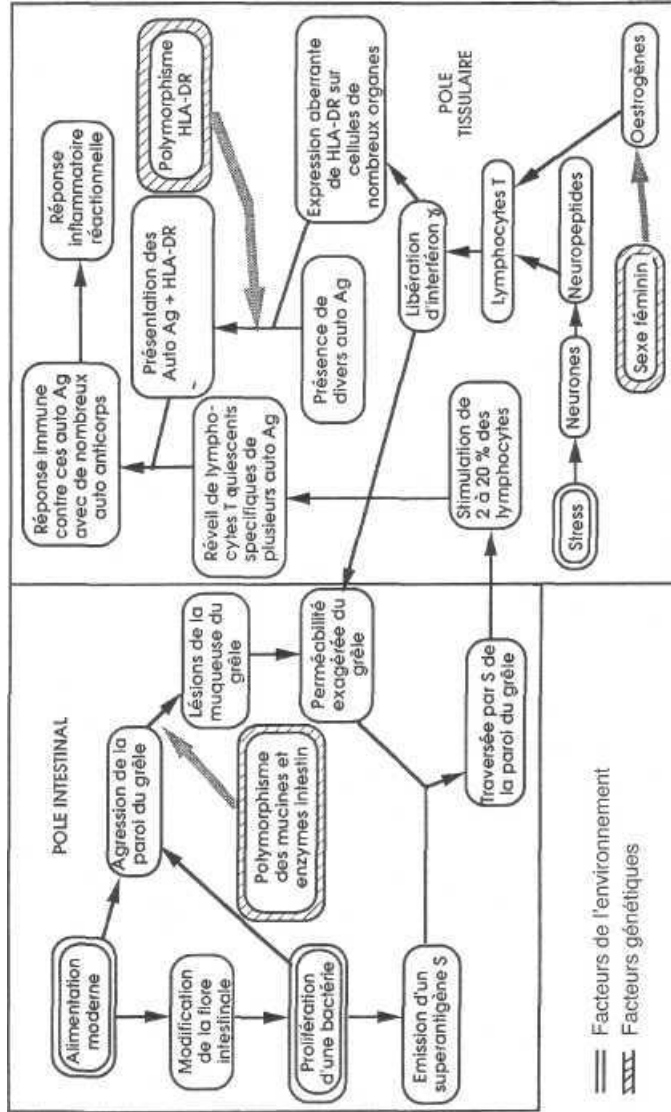 POLE INTESTINAL
Alimentation
moderne
Agression de la
paroi du grêle
Modification
de la flore
intestinale
Lésions de la
muqueuse du
grêle
Polymorphisme
des mucines et
enzymes intestin
Prolifération
d'une bactérie
Perméabilité
exagérée du
grêle
Emission d'un
superantigène S
Traversée par S de
la paroi du grêle
Réponse immune
contre ces auto Ag
avec de nombreux
auto anticorps
Réponse
inflammatoire
réactionnelle
Réveil de lympho-
cytes T quiescents
specifiques de
plusieurs auto Ag
Présentation des
Auto Ag + HLA-DR
Polymorphisme
HLA-DR
Présence de
divers auto Ag
Expression aberrante
de HLA-DR sur
cellules de
nombreux organes
Stimulation de
2 à 20 % des
lymphocytes
Libération
d'interféron γ
POLE
TISSULAIRE
Lymphocytes T
Stress
Neurones
Neuropeptides
Sexe féminin
Oestrogènes
Facteurs de l'environnement
Facteurs génétiques